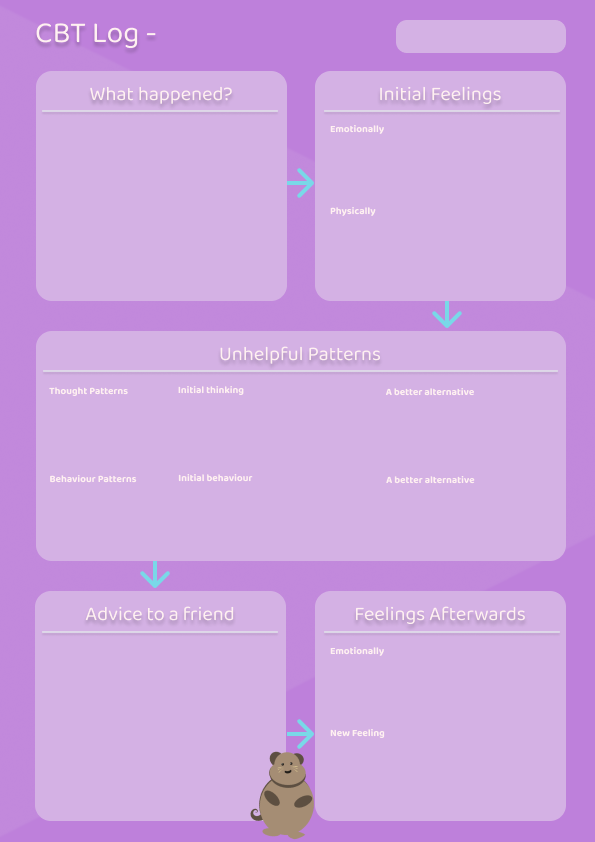 CBT Log -
What happened?
Initial Feelings
Emotionally
Physically
Unhelpful Patterns
Thought Patterns
Initial thinking
A better alternative
Behaviour Patterns
Initial behaviour
A better alternative
Advice to a friend
Feelings Afterwards
Emotionally
New Feeling